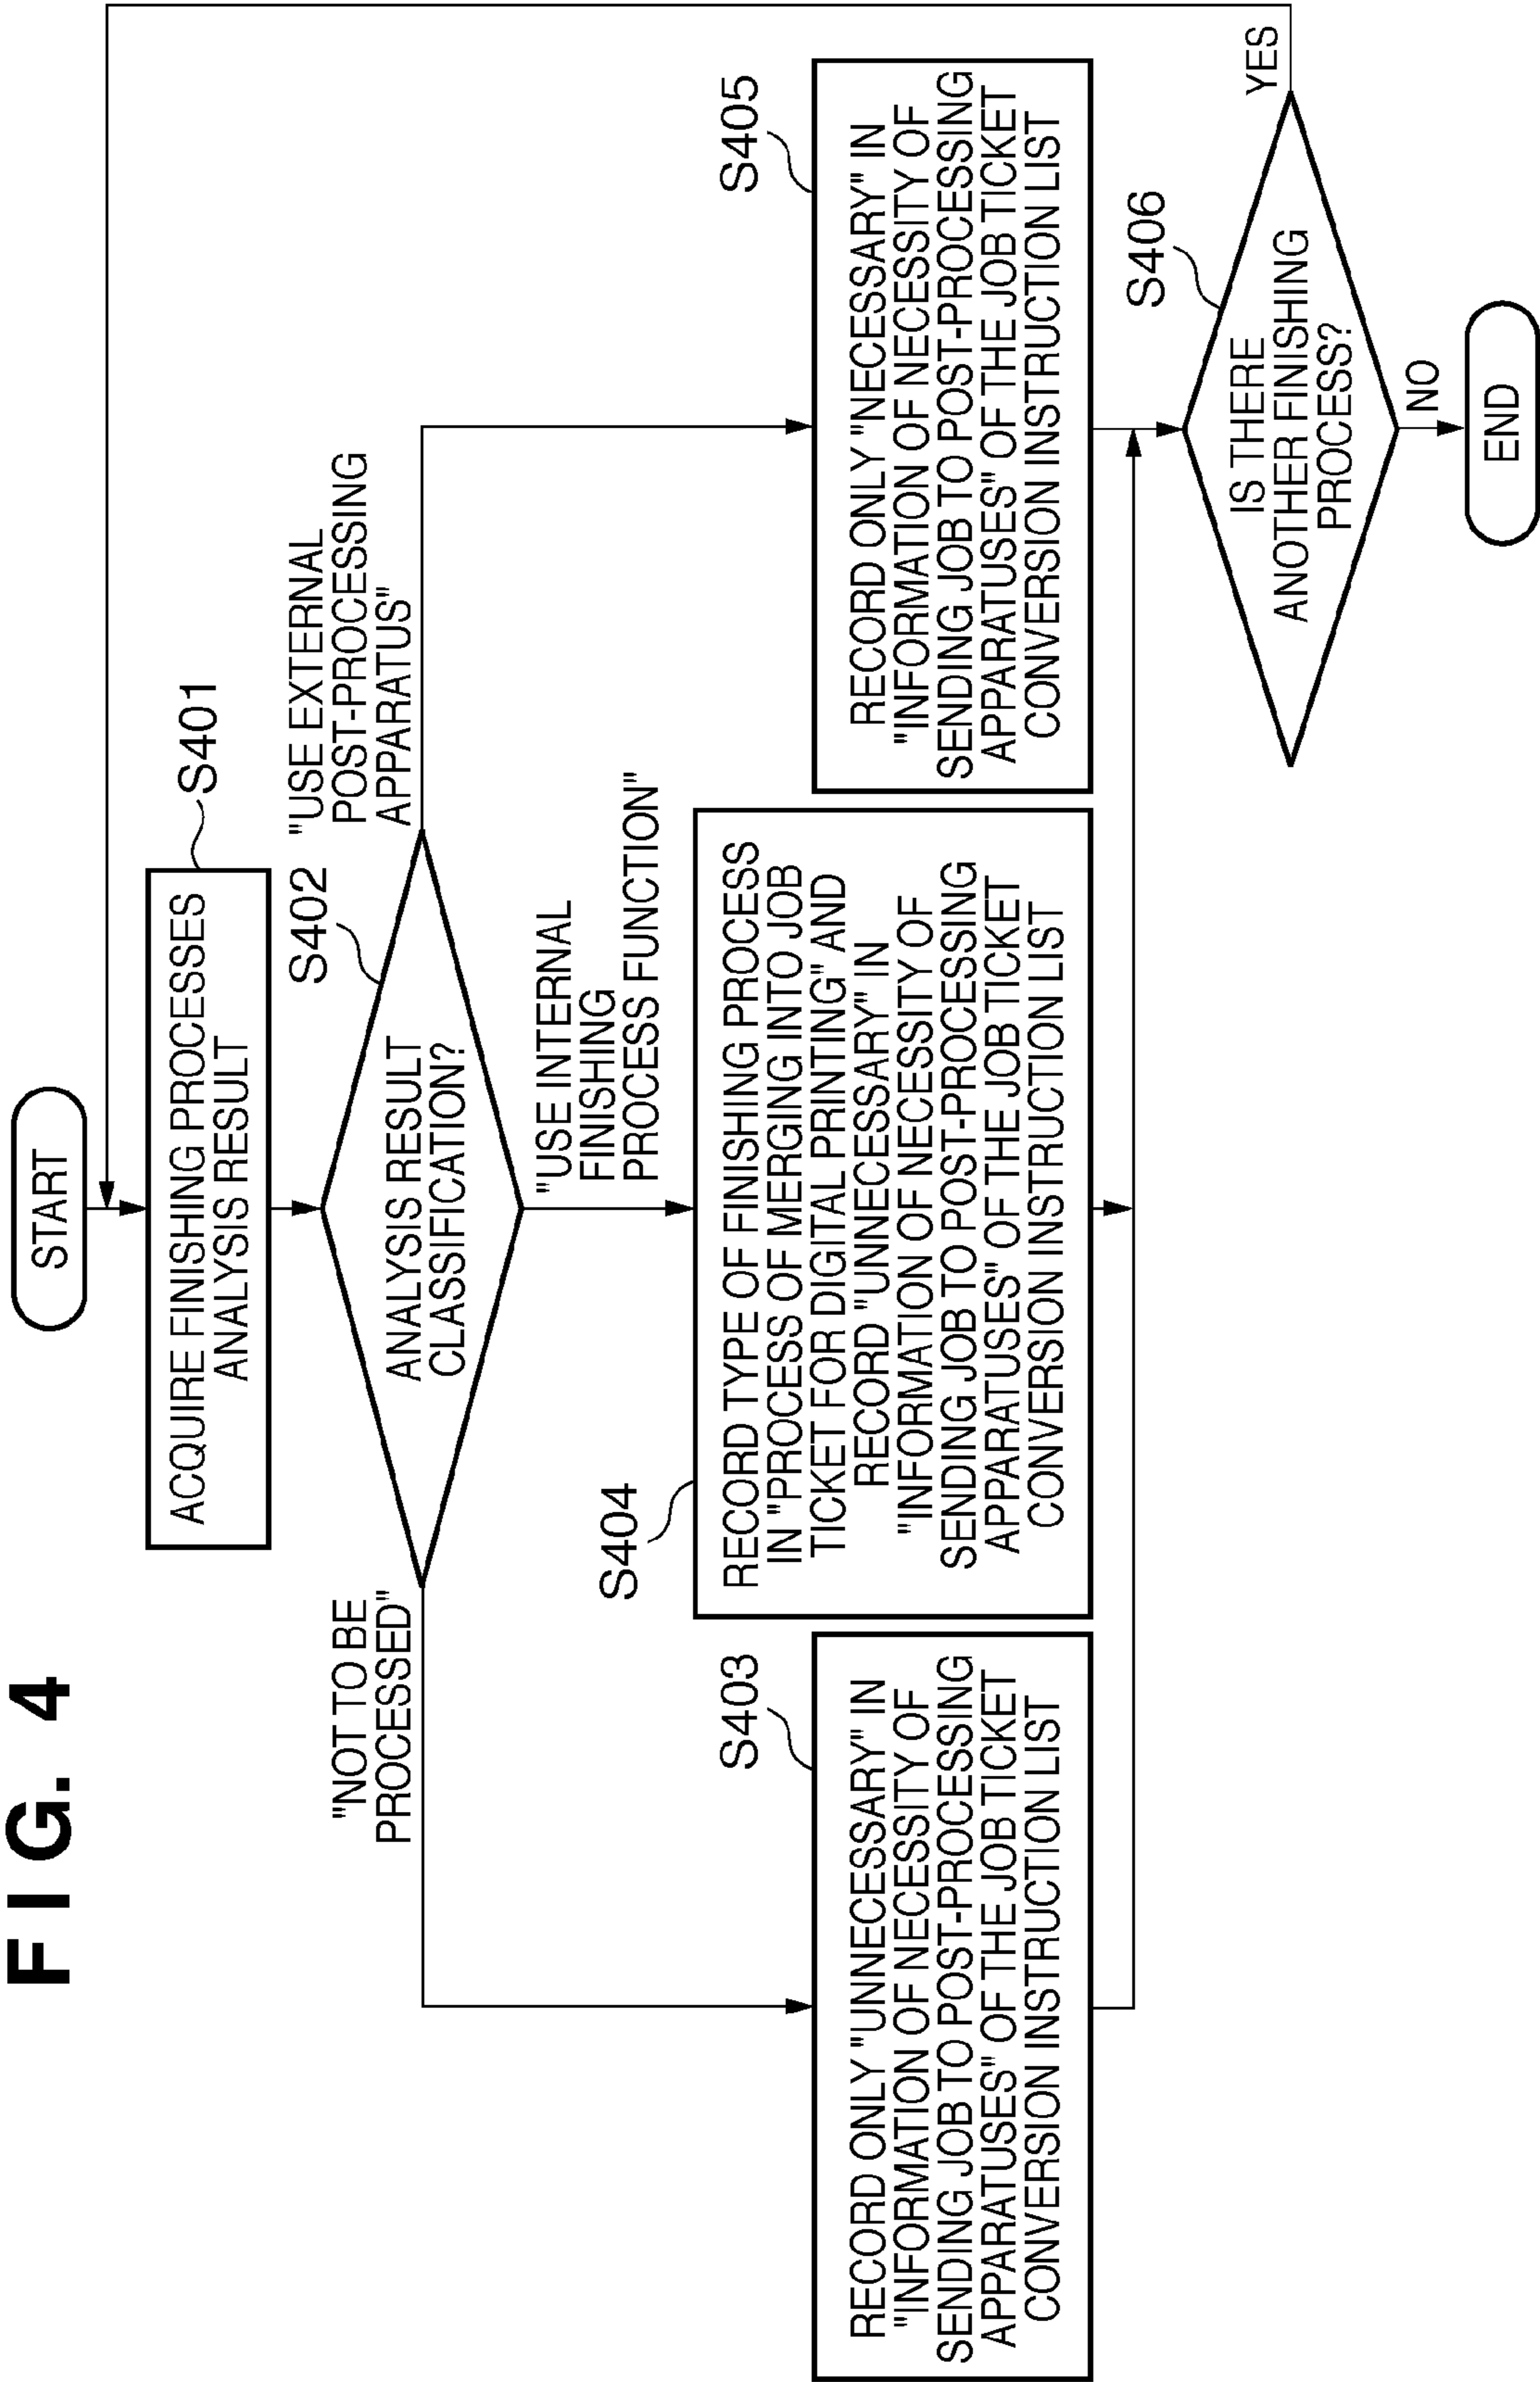 FIG. 4
START
ACQUIRE FINISHING PROCESSES
ANALYSIS RESULT
S401
S402
ANALYSIS RESULT
CLASSIFICATION?
"NOT TO BE
PROCESSED"
"USE INTERNAL
FINISHING
PROCESS FUNCTION"
"USE EXTERNAL
POST-PROCESSING
APPARATUS"
S403
RECORD ONLY "UNNECESSARY" IN
"INFORMATION OF NECESSITY OF
SENDING JOB TO POST-PROCESSING
APPARATUSES" OF THE JOB TICKET
CONVERSION INSTRUCTION LIST
S404
RECORD TYPE OF FINISHING PROCESS
IN "PROCESS OF MERGING INTO JOB
TICKET FOR DIGITAL PRINTING" AND
RECORD "UNNECESSARY" IN
"INFORMATION OF NECESSITY OF
SENDING JOB TO POST-PROCESSING
APPARATUSES" OF THE JOB TICKET
CONVERSION INSTRUCTION LIST
S405
RECORD ONLY "NECESSARY" IN
"INFORMATION OF NECESSITY OF
SENDING JOB TO POST-PROCESSING
APPARATUSES" OF THE JOB TICKET
CONVERSION INSTRUCTION LIST
S406
IS THERE
ANOTHER FINISHING
PROCESS?
YES
NO
END